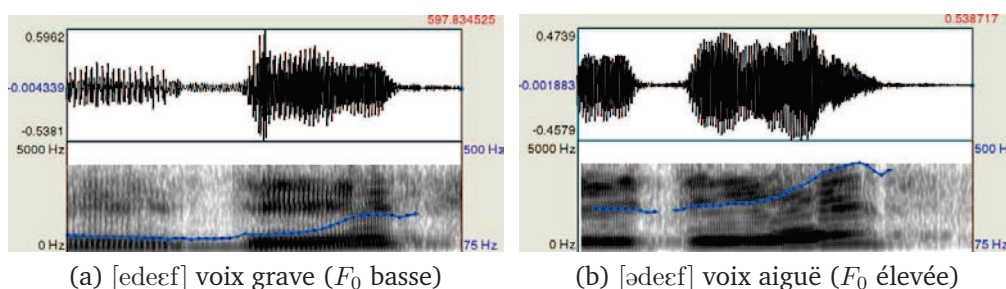 597.834525
0.5962
-0.004339
-0.5381
5000 Hz
500 Hz
0 Hz
75 Hz
(a) [edeɛf] voix grave (F₀ basse)
0.538717
0.4739
-0.001883
-0.4579
5000 Hz
500 Hz
0 Hz
75 Hz
(b) [ədeɛf] voix aiguë (F₀ élevée)